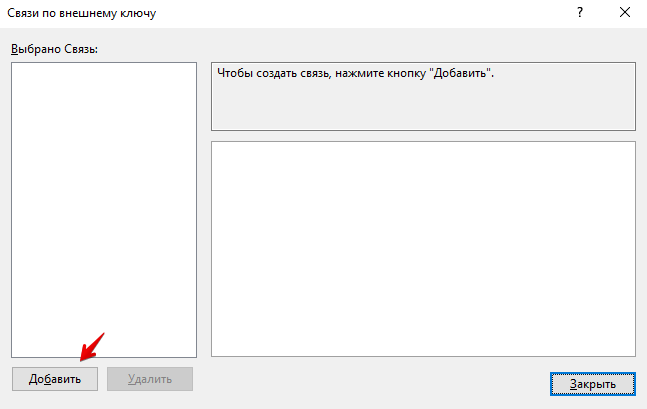 Связи по внешнему ключу
?
Выбрано Связь:
Чтобы создать связь, нажмите кнопку "Добавить".
Добавить
Удалить
Закрыть